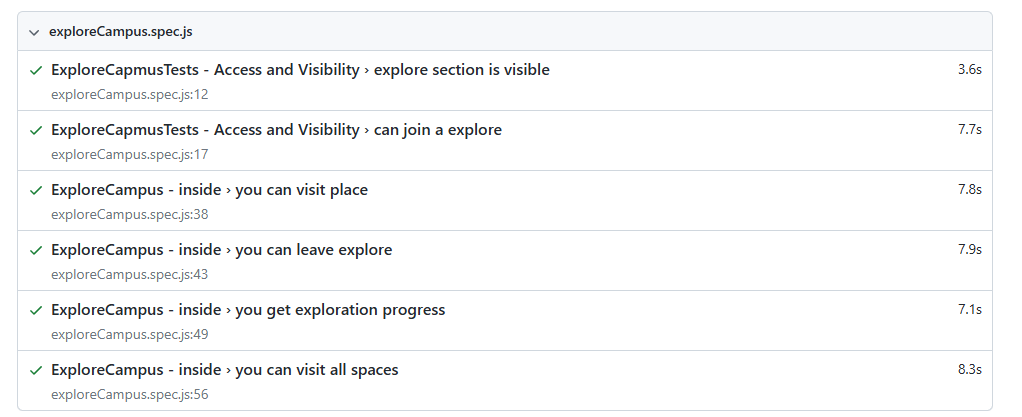 exploreCampus.spec.js
ExploreCapmusTests - Access and Visibility › explore section is visible 3.6s
exploreCampus.spec.js:12
ExploreCapmusTests - Access and Visibility › can join a explore 7.7s
exploreCampus.spec.js:17
ExploreCampus - inside › you can visit place 7.8s
exploreCampus.spec.js:38
ExploreCampus - inside › you can leave explore 7.9s
exploreCampus.spec.js:43
ExploreCampus - inside › you get exploration progress 7.1s
exploreCampus.spec.js:49
ExploreCampus - inside › you can visit all spaces 8.3s
exploreCampus.spec.js:56